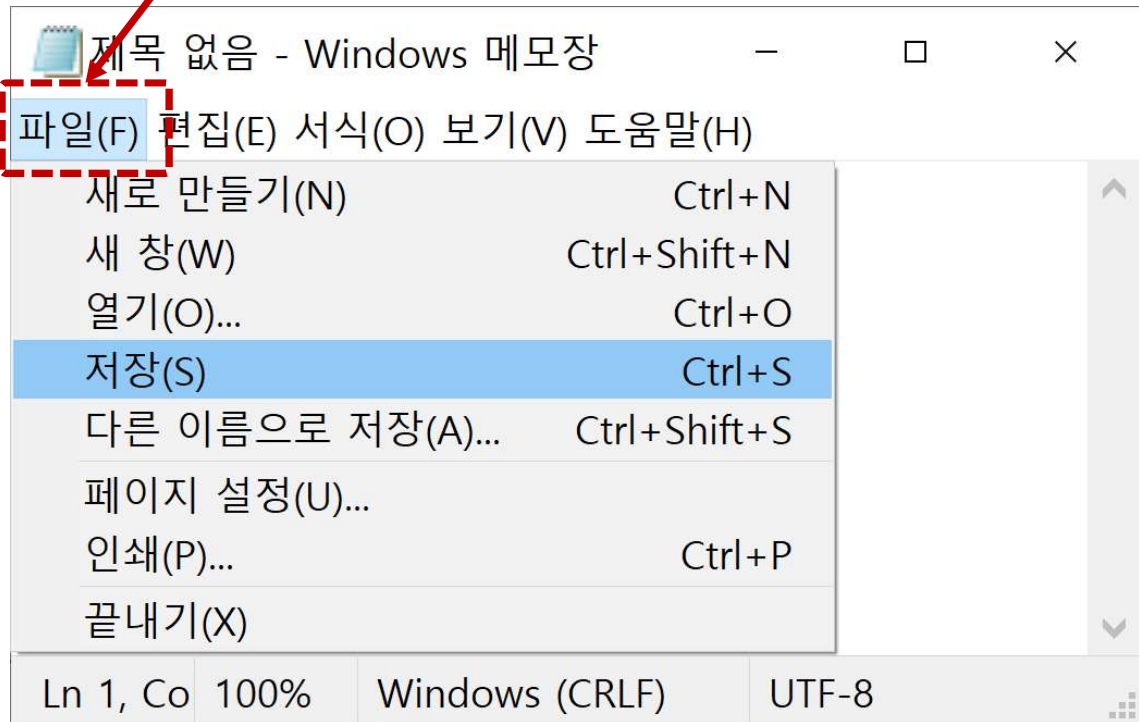 제목 없음 - Windows 메모장
파일(F) 편집(E) 서식(O) 보기(V) 도움말(H)
새로 만들기(N) Ctrl+N
새 창(W) Ctrl+Shift+N
열기(O)... Ctrl+O
저장(S) Ctrl+S
다른 이름으로 저장(A)... Ctrl+Shift+S
페이지 설정(U)...
인쇄(P)... Ctrl+P
끝내기(X)
Ln 1, Co 100% Windows (CRLF) UTF-8